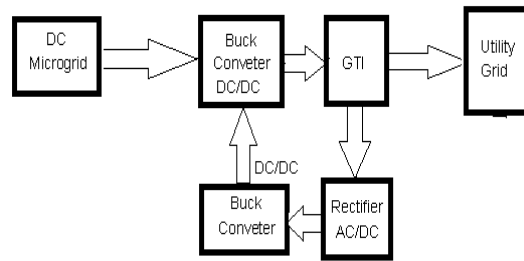 DC
Microgrid
Buck
Conveter
DC/DC
GTI
Utility
Grid
DC/DC
Buck
Conveter
Rectifier
AC/DC